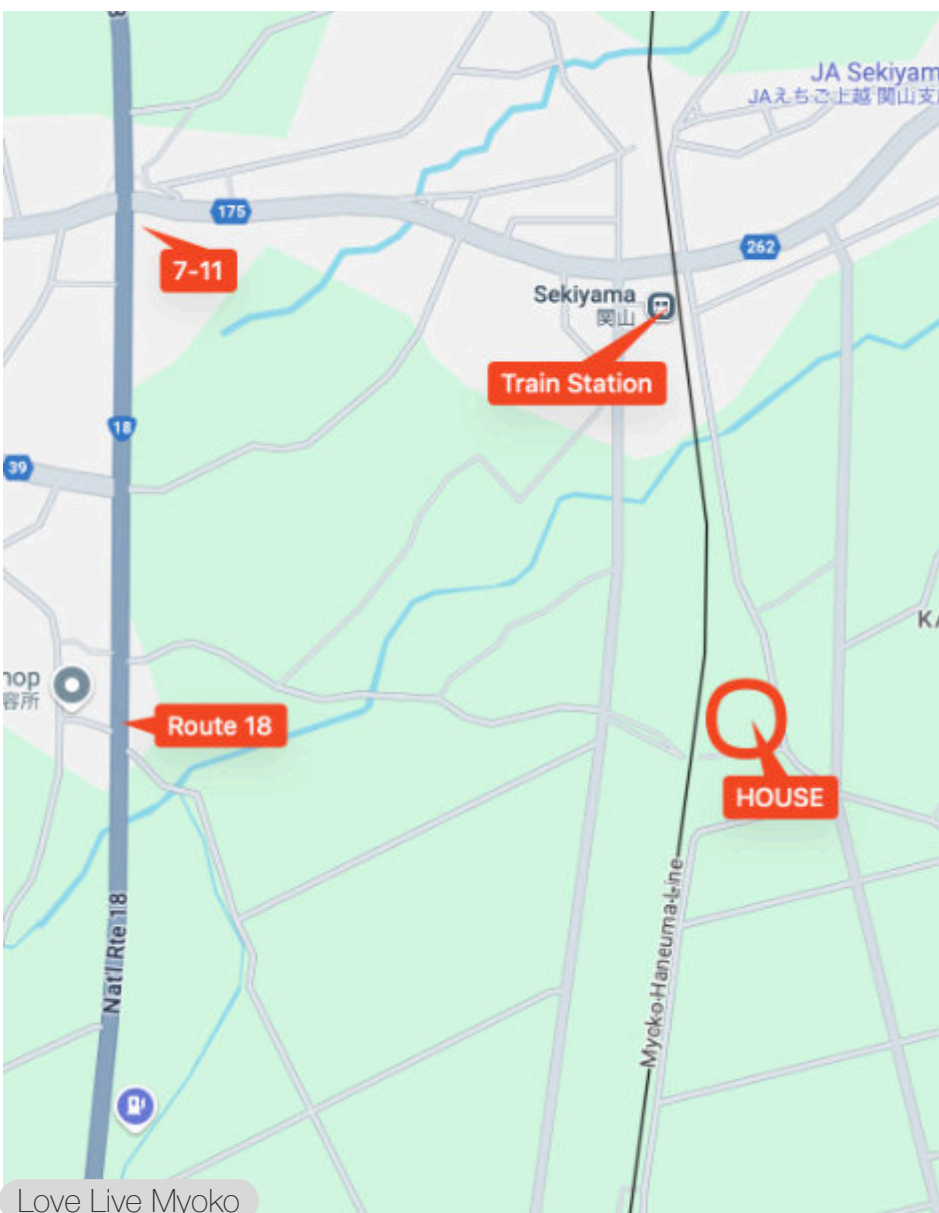 JA Sekiyam
JAえちご上越 関山支
175
262
7-11
Sekiyama
関山
Train Station
18
39
KA
hop
容所
Route 18
HOUSE
Myoko Haneuma Line
Nat'l Rte 18
Love Live Myoko